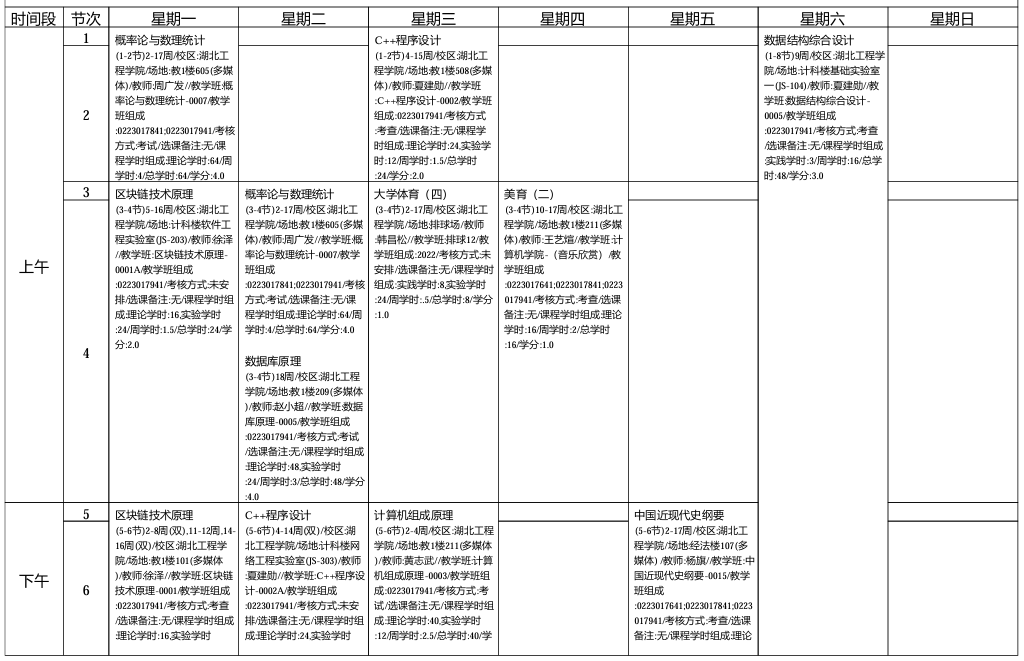 时间段 节次 星期一 星期二 星期三 星期四 星期五 星期六 星期日
上午
1
2
概率论与数理统计
(1-2节)2-17周/校区:湖北工
程学院/场地:教1楼605(多媒
体)/教师:周广发//教学班:概
率论与数理统计-0007/教学
班组成
:0223017841;0223017941/考核
方式:考试/选课备注:无/课
程学时组成:理论学时:64/周
学时:4/总学时:64/学分:4.0
C++程序设计
(1-2节)4-15周/校区:湖北工
程学院/场地:教1楼508(多媒
体)/教师:夏建勋//教学班
:C++程序设计-0002/教学班
组成:0223017941/考核方式
:考查/选课备注:无/课程学
时组成:理论学时:24,实验学
时:12/周学时:1.5/总学时
:24/学分:2.0
数据结构综合设计
(1-8节)9周/校区:湖北工程学
院/场地:计科楼基础实验室
一(JS-104)/教师:夏建勋//教
学班:数据结构综合设计-
0005/教学班组成
:0223017941/考核方式:考查
/选课备注:无/课程学时组成
:实践学时:3/周学时:16/总学
时:48/学分:3.0
3
4
区块链技术原理
(3-4节)5-16周/校区:湖北工
程学院/场地:计科楼软件工
程实验室(JS-203)/教师:徐泽
//教学班:区块链技术原理-
0001A/教学班组成
:0223017941/考核方式:未安
排/选课备注:无/课程学时组
成:理论学时:16,实验学时
:24/周学时:1.5/总学时:24/学
分:2.0
概率论与数理统计
(3-4节)2-17周/校区:湖北工
程学院/场地:教1楼605(多媒
体)/教师:周广发//教学班:概
率论与数理统计-0007/教学
班组成
:0223017841;0223017941/考核
方式:考试/选课备注:无/课
程学时组成:理论学时:64/周
学时:4/总学时:64/学分:4.0
数据库原理
(3-4节)18周/校区:湖北工程
学院/场地:教1楼209(多媒体
)/教师:赵小超//教学班:数据
库原理-0005/教学班组成
:0223017941/考核方式:考试
/选课备注:无/课程学时组成
:理论学时:48,实验学时
:24/周学时:3/总学时:48/学分
:4.0
大学体育（四）
(3-4节)2-17周/校区:湖北工
程学院/场地:排球场/教师
:韩昌松//教学班:排球12/教
学班组成:2022/考核方式:未
安排/选课备注:无/课程学时
组成:实践学时:8,实验学时
:24/周学时:.5/总学时:8/学分
:1.0
美育（二）
(3-4节)10-17周/校区:湖北工
程学院/场地:教1楼211(多媒
体)/教师:王艺煊//教学班:计
算机学院-（音乐欣赏）/教
学班组成
:0223017641;0223017841;0223
017941/考核方式:考查/选课
备注:无/课程学时组成:理论
学时:16/周学时:2/总学时
:16/学分:1.0
下午
5
6
区块链技术原理
(5-6节)2-8周(双),11-12周,14-
16周(双)/校区:湖北工程学
院/场地:教1楼101(多媒体
)/教师:徐泽//教学班:区块链
技术原理-0001/教学班组成
:0223017941/考核方式:考查
/选课备注:无/课程学时组成
:理论学时:16,实验学时
C++程序设计
(5-6节)4-14周(双)/校区:湖
北工程学院/场地:计科楼网
络工程实验室(JS-303)/教师
:夏建勋//教学班:C++程序设
计-0002A/教学班组成
:0223017941/考核方式:未安
排/选课备注:无/课程学时组
成:理论学时:24,实验学时
计算机组成原理
(5-6节)2-4周/校区:湖北工程
学院/场地:教1楼211(多媒体
)/教师:黄志武//教学班:计算
机组成原理-0003/教学班组
成:0223017941/考核方式:考
试/选课备注:无/课程学时组
成:理论学时:40,实验学时
:12/周学时:2.5/总学时:40/学
中国近现代史纲要
(5-6节)2-17周/校区:湖北工
程学院/场地:经法楼107(多
媒体) /教师:杨旗//教学班:中
国近现代史纲要-0015/教学
班组成
:0223017641;0223017841;0223
017941/考核方式:考查/选课
备注:无/课程学时组成:理论